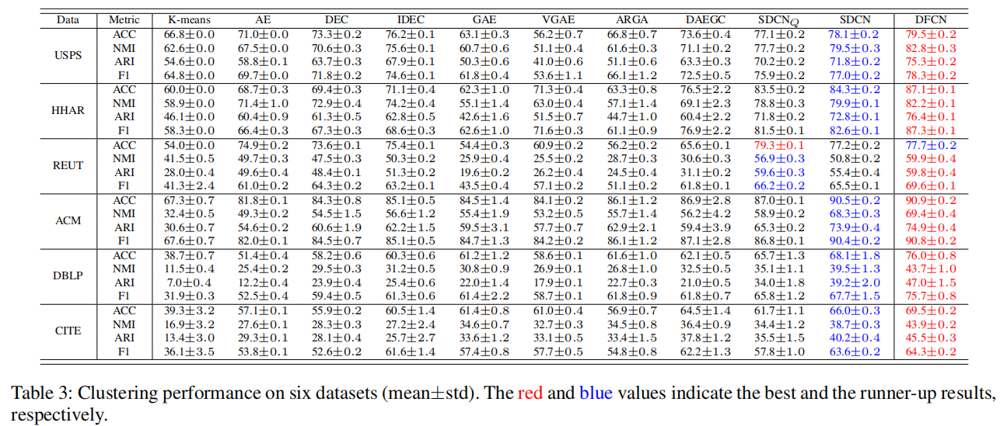 Data Metric K-means AE DEC IDEC GAE VGAE ARGA DAEGC SDCN_Q SDCN DFCN
USPS
ACC 66.8±0.0 71.0±0.0 73.3±0.2 76.2±0.1 63.1±0.3 56.2±0.7 66.8±0.7 73.6±0.4 77.1±0.2 78.1±0.2 79.5±0.2
NMI 62.6±0.0 67.5±0.0 70.6±0.3 75.6±0.1 60.7±0.6 51.1±0.4 61.6±0.3 71.1±0.2 77.7±0.2 79.5±0.3 82.8±0.3
ARI 54.6±0.0 58.8±0.1 63.7±0.3 67.9±0.1 50.3±0.6 41.0±0.6 51.1±0.6 63.3±0.3 70.2±0.2 71.8±0.2 75.3±0.2
F1 64.8±0.0 69.7±0.0 71.8±0.2 74.6±0.1 61.8±0.4 53.6±1.1 66.1±1.2 72.5±0.5 75.9±0.2 77.0±0.2 78.3±0.2
HHAR
ACC 60.0±0.0 68.7±0.3 69.4±0.3 71.1±0.4 62.3±1.0 71.3±0.4 63.3±0.8 76.5±2.2 83.5±0.2 84.3±0.2 87.1±0.1
NMI 58.9±0.0 71.4±1.0 72.9±0.4 74.2±0.4 55.1±1.4 63.0±0.4 57.1±1.4 69.1±2.3 78.8±0.3 79.9±0.1 82.2±0.1
ARI 46.1±0.0 60.4±0.9 61.3±0.5 62.8±0.5 42.6±1.6 51.5±0.7 44.7±1.0 60.4±2.2 71.8±0.2 72.8±0.1 76.4±0.1
F1 58.3±0.0 66.4±0.3 67.3±0.3 68.6±0.3 62.6±1.0 71.6±0.3 61.1±0.9 76.9±2.2 81.5±0.1 82.6±0.1 87.3±0.1
REUT
ACC 54.0±0.0 74.9±0.2 73.6±0.1 75.4±0.1 54.4±0.3 60.9±0.2 56.2±0.2 65.6±0.1 79.3±0.1 77.2±0.2 77.7±0.2
NMI 41.5±0.5 49.7±0.3 47.5±0.3 50.3±0.2 25.9±0.4 25.5±0.2 28.7±0.3 30.6±0.3 56.9±0.3 50.8±0.2 59.9±0.4
ARI 28.0±0.4 49.6±0.4 48.4±0.1 51.3±0.2 19.6±0.2 26.2±0.4 24.5±0.4 31.1±0.2 59.6±0.3 55.4±0.4 59.8±0.4
F1 41.3±2.4 61.0±0.2 64.3±0.2 63.2±0.1 43.5±0.4 57.1±0.2 51.1±0.2 61.8±0.1 66.2±0.2 65.5±0.1 69.6±0.1
ACM
ACC 67.3±0.7 81.8±0.1 84.3±0.8 85.1±0.5 84.5±1.4 84.1±0.2 86.1±1.2 86.9±2.8 87.0±0.1 90.5±0.2 90.9±0.2
NMI 32.4±0.5 49.3±0.2 54.5±1.5 56.6±1.2 55.4±1.9 53.2±0.5 55.7±1.4 56.2±4.2 58.9±0.2 68.3±0.3 69.4±0.4
ARI 30.6±0.7 54.6±0.2 60.6±1.9 62.2±1.5 59.5±3.1 57.7±0.7 62.9±2.1 59.4±3.9 65.3±0.2 73.9±0.4 74.9±0.4
F1 67.6±0.7 82.0±0.1 84.5±0.7 85.1±0.5 84.7±1.3 84.2±0.2 86.1±1.2 87.1±2.8 86.8±0.1 90.4±0.2 90.8±0.2
DBLP
ACC 38.7±0.7 51.4±0.4 58.2±0.6 60.3±0.6 61.2±1.2 58.6±0.1 61.6±1.0 62.1±0.5 65.7±1.3 68.1±1.8 76.0±0.8
NMI 11.5±0.4 25.4±0.2 29.5±0.3 31.2±0.5 30.8±0.9 26.9±0.1 26.8±1.0 32.5±0.5 35.1±1.1 39.5±1.3 43.7±1.0
ARI 7.0±0.4 12.2±0.4 23.9±0.4 25.4±0.6 22.0±1.4 17.9±0.1 22.7±0.3 21.0±0.5 34.0±1.8 39.2±2.0 47.0±1.5
F1 31.9±0.3 52.5±0.4 59.4±0.5 61.3±0.6 61.4±2.2 58.7±0.1 61.8±0.9 61.8±0.7 65.8±1.2 67.7±1.5 75.7±0.8
CITE
ACC 39.3±3.2 57.1±0.1 55.9±0.2 60.5±1.4 61.4±0.8 61.0±0.4 56.9±0.7 64.5±1.4 61.7±1.1 66.0±0.3 69.5±0.2
NMI 16.9±3.2 27.6±0.1 28.3±0.3 27.2±2.4 34.6±0.7 32.7±0.3 34.5±0.8 36.4±0.9 34.4±1.2 38.7±0.3 43.9±0.2
ARI 13.4±3.0 29.3±0.1 28.1±0.4 25.7±2.7 33.6±1.2 33.1±0.5 33.4±1.5 37.8±1.2 35.5±1.5 40.2±0.4 45.5±0.3
F1 36.1±3.5 53.8±0.1 52.6±0.2 61.6±1.4 57.4±0.8 57.7±0.5 54.8±0.8 62.2±1.3 57.8±1.0 63.6±0.2 64.3±0.2
Table 3: Clustering performance on six datasets (mean±std). The red and blue values indicate the best and the runner-up results,
respectively.